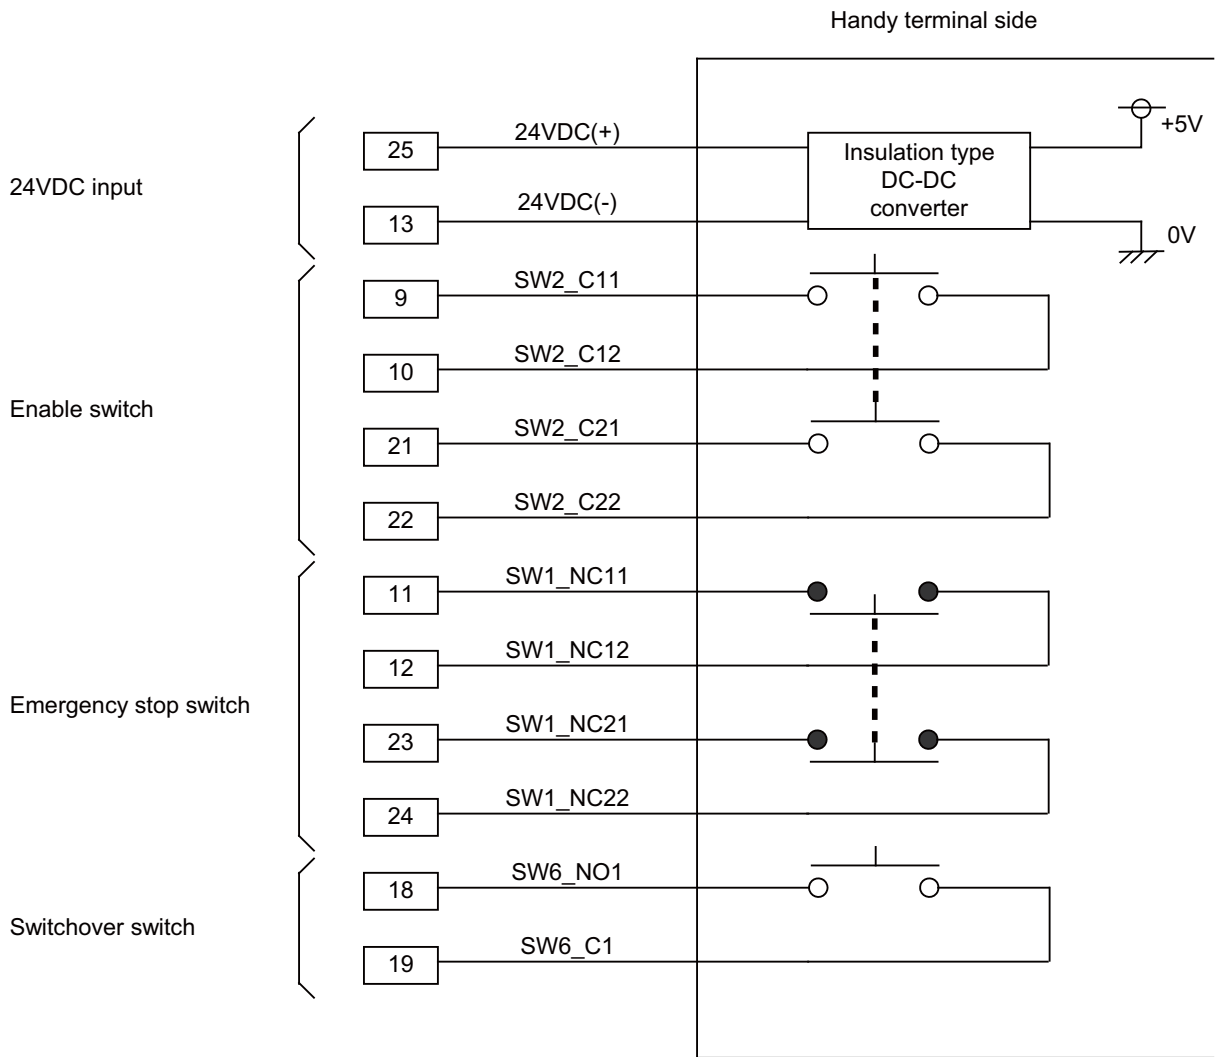 Handy terminal side
24VDC input
25
24VDC(+)
Insulation type
DC-DC
converter
+5V
13
24VDC(-)
0V
Enable switch
9
SW2_C11
10
SW2_C12
21
SW2_C21
22
SW2_C22
Emergency stop switch
11
SW1_NC11
12
SW1_NC12
23
SW1_NC21
24
SW1_NC22
Switchover switch
18
SW6_NO1
19
SW6_C1